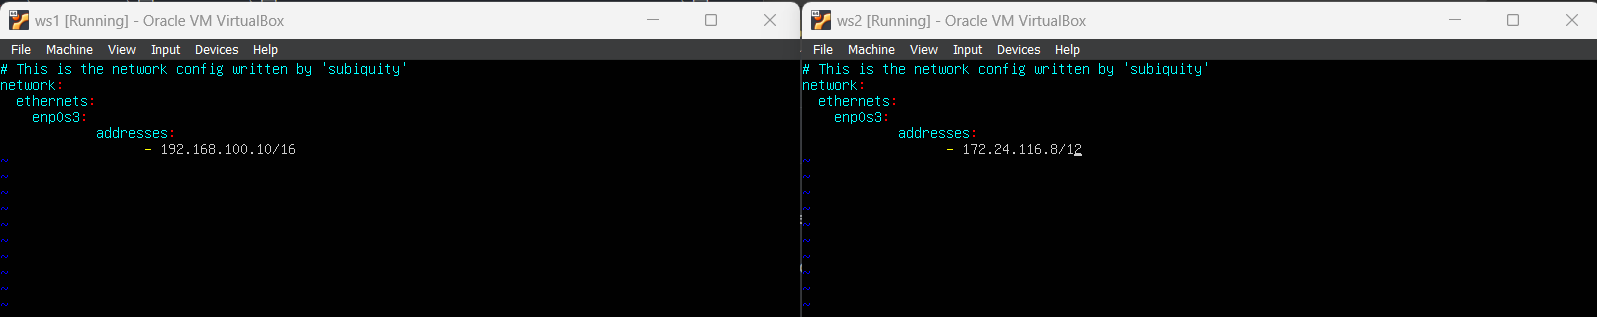 ws1 [Running] - Oracle VM VirtualBox
File Machine View Input Devices Help
# This is the network config written by 'subiquity'
network:
  ethernets:
    enp0s3:
            addresses:
                  - 192.168.100.10/16
~
~
~
~
~
~
~
~
~
~
ws2 [Running] - Oracle VM VirtualBox
File Machine View Input Devices Help
# This is the network config written by 'subiquity'
network:
  ethernets:
    enp0s3:
            addresses:
                  - 172.24.116.8/12
~
~
~
~
~
~
~
~
~
~